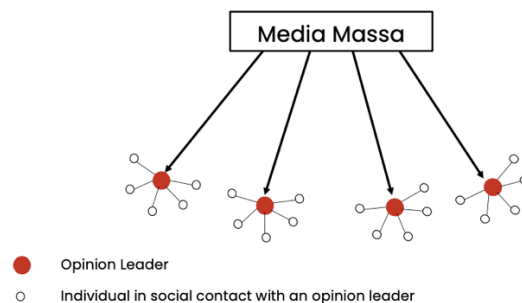 Media Massa
Opinion Leader
Individual in social contact with an opinion leader